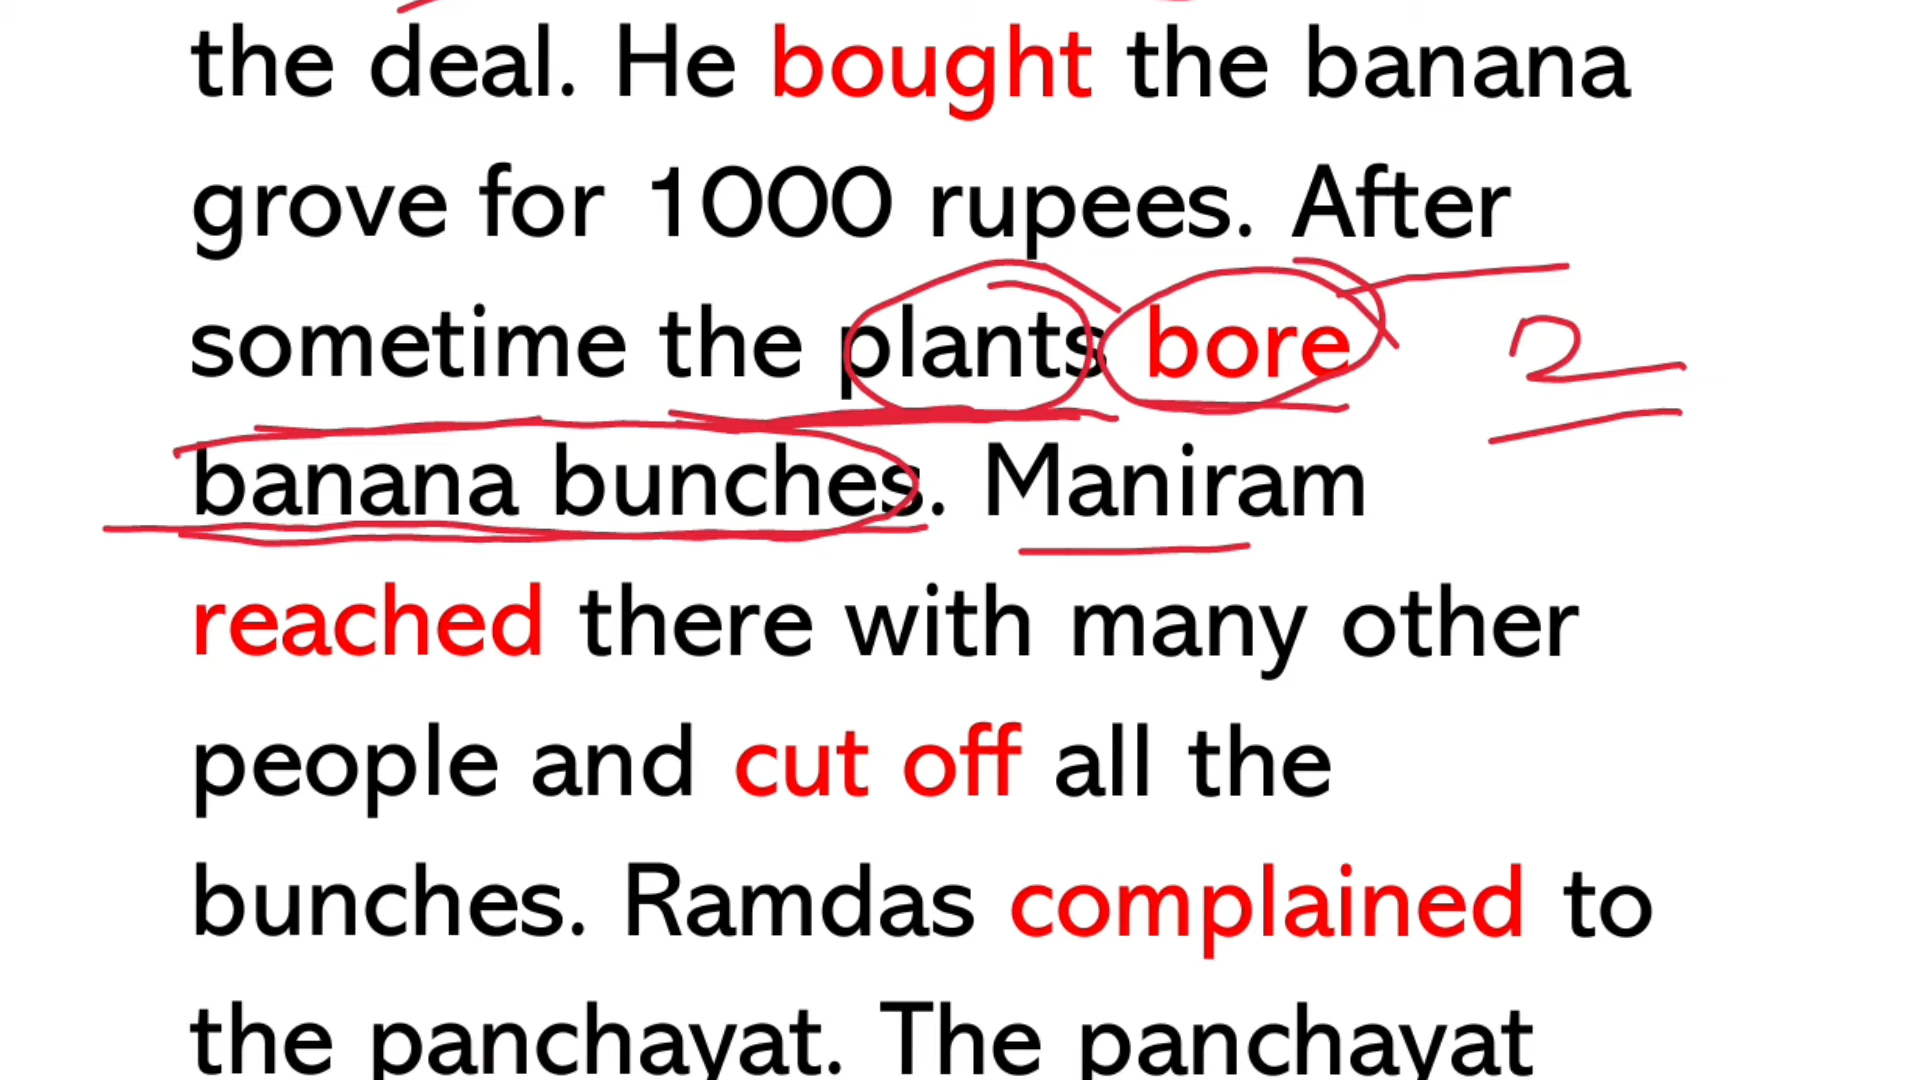 the deal. He bought the banana
grove for 1000 rupees. After
sometime the plants bore
2
banana bunches. Maniram
reached there with many other
people and cut off all the
bunches. Ramdas complained to
the panchayat. The panchayat